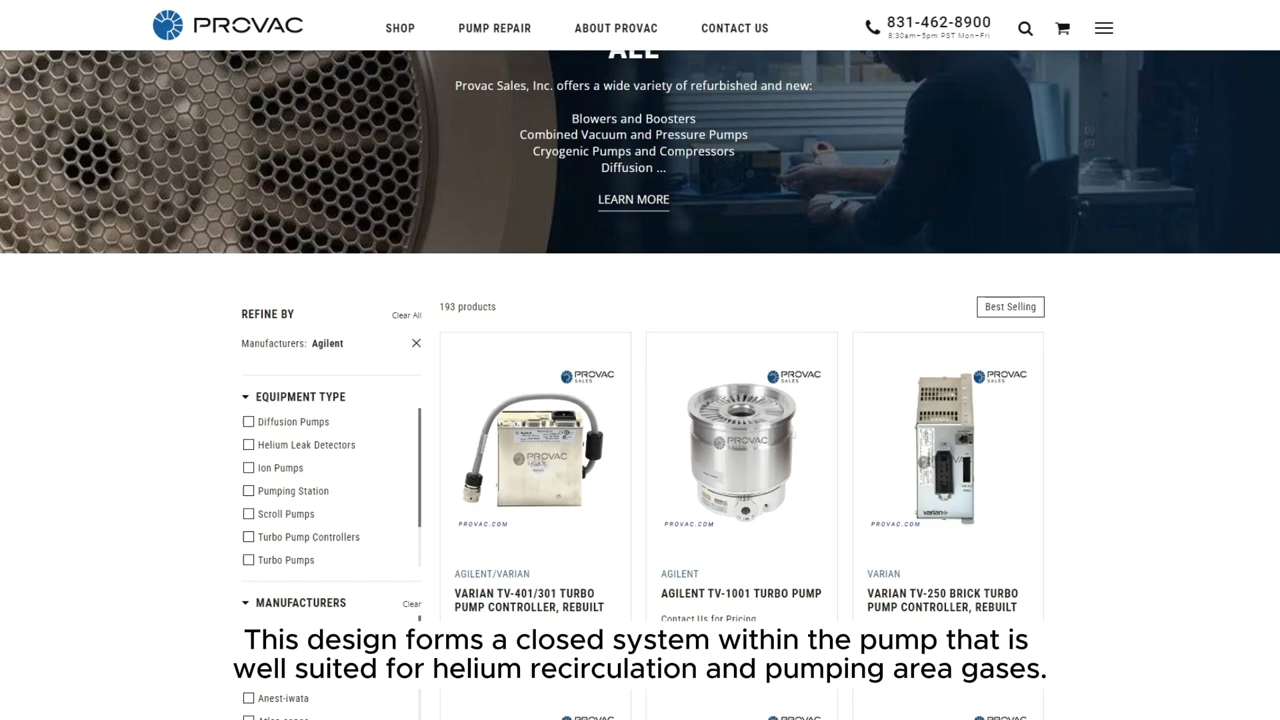 PROVAC
SHOP
PUMP REPAIR
ABOUT PROVAC
CONTACT US
831-462-8900
8:30am–5pm PST Mon–Fri
ALL
Provac Sales, Inc. offers a wide variety of refurbished and new:
Blowers and Boosters
Combined Vacuum and Pressure Pumps
Cryogenic Pumps and Compressors
Diffusion ...
LEARN MORE
REFINE BY
Clear All
Manufacturers: Agilent
EQUIPMENT TYPE
Diffusion Pumps
Helium Leak Detectors
Ion Pumps
Pumping Station
Scroll Pumps
Turbo Pump Controllers
Turbo Pumps
MANUFACTURERS
Clear
Anest-iwata
193 products
Best Selling
PROVAC
SALES
PROVAC
PROVAC.COM
AGILENT/VARIAN
VARIAN TV-401/301 TURBO
PUMP CONTROLLER, REBUILT
PROVAC
SALES
PROVAC
PROVAC.COM
AGILENT
AGILENT TV-1001 TURBO PUMP
Contact Us for Pricing
PROVAC
SALES
varian
PROVAC.COM
VARIAN
VARIAN TV-250 BRICK TURBO
PUMP CONTROLLER, REBUILT
This design forms a closed system within the pump that is
well suited for helium recirculation and pumping area gases.
PROVAC
PROVAC
PROVAC